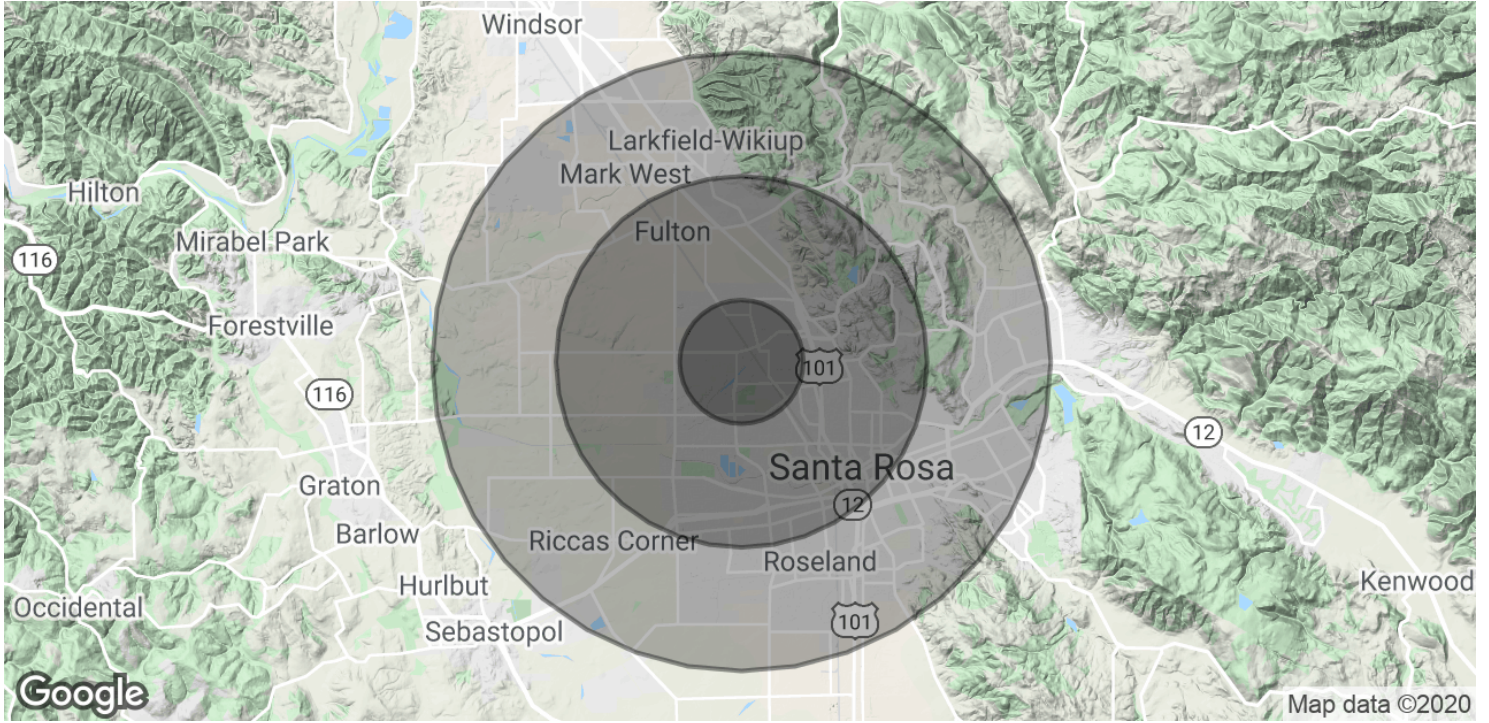 Windsor
Larkfield-Wikiup
Mark West
Hilton
Fulton
Mirabel Park
116
Forestville
101
116
12
Santa Rosa
Graton
12
Barlow
Riccas Corner
Roseland
Hurlbut
Kenwood
Occidental
101
Sebastopol
Google
Map data ©2020